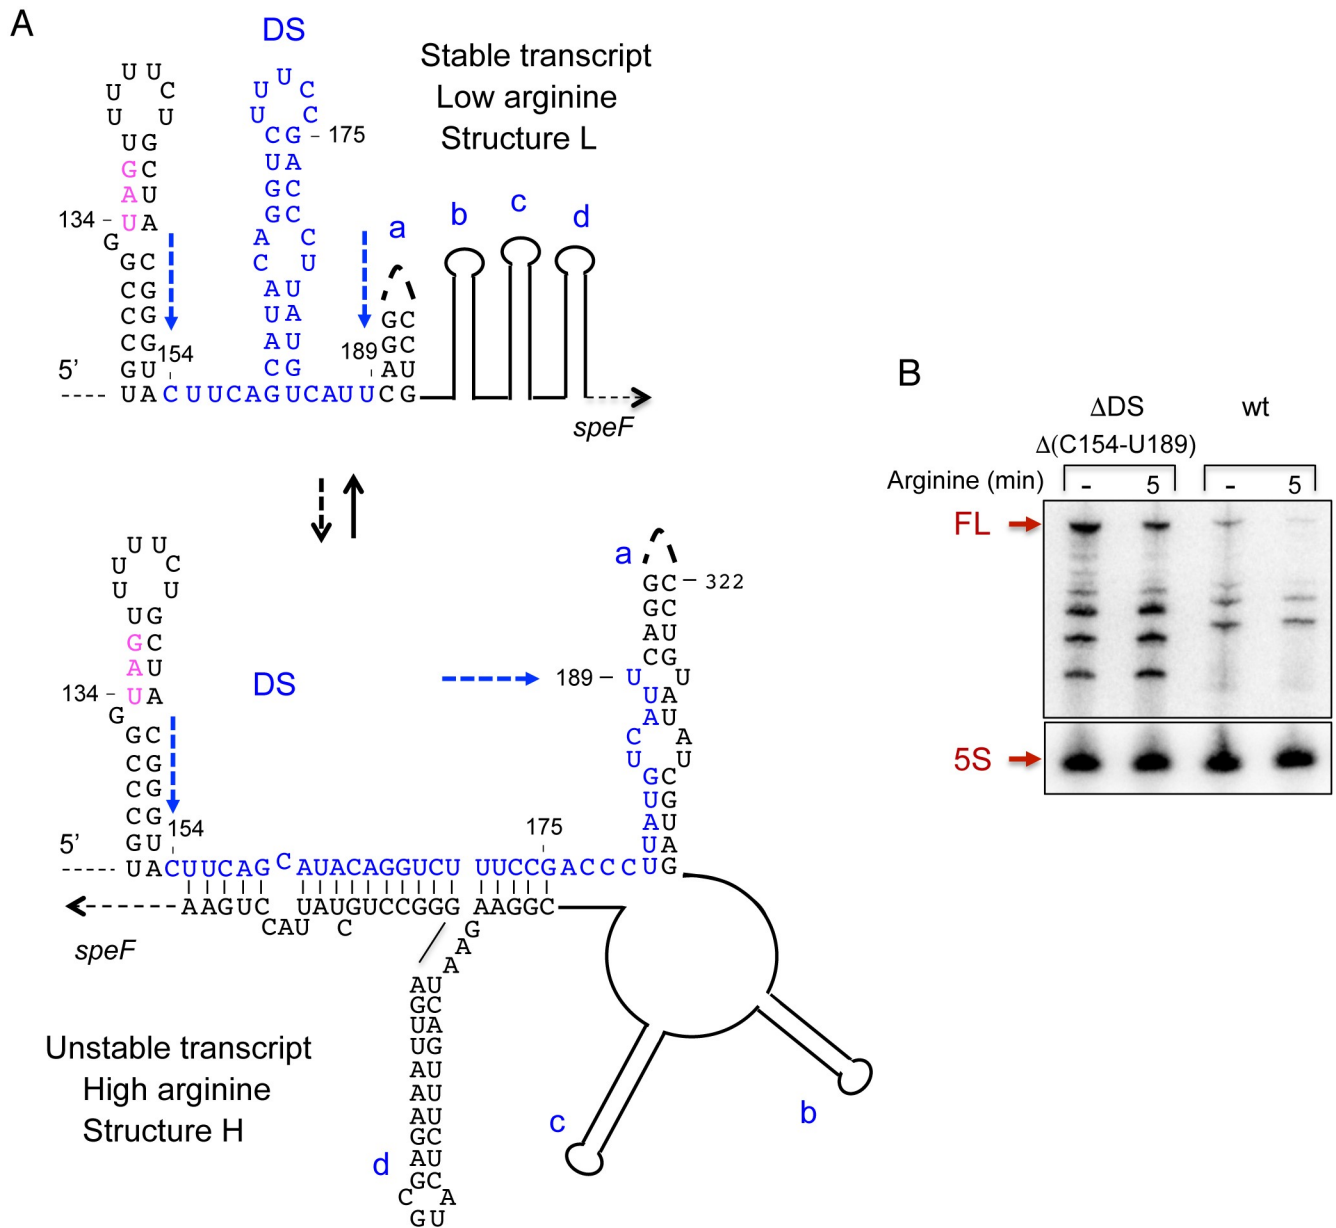 A
DS
Stable transcript
Low arginine
Structure L
U U
U C
U U
U G
G C
A U
134 U A
G
G C
C G
C G
C G
G U 154
5' U A C U U C A G U C A U U C G
U
U C
U C
C G 175
U A
G C
G C
A C
C U
A U
U A
A U
C G
189
a
G C
G C
A U
b
c
d
speF
B
ΔDS
wt
Δ(C154-U189)
Arginine (min)
- 5 - 5
FL
5S
U U
U C
U U
U G
G C
A U
134 U A
G
G C
C G
C G
C G
G U
154
5'
DS
a
G C 322
G C
A U
C G
189 U U
U A
A U
C A
U U
G C
U G
A U
U A
175
U A C U U C A G C A U A C A G G U C U U U C C G A C C C U G
A A G U C U A U G U C C G G G A A G G C
C A U C G
A
A
speF
A U
G C
U A
U G
A U
A U
A U
G C
A U
G C
C A
G U
d
c
b
Unstable transcript
High arginine
Structure H